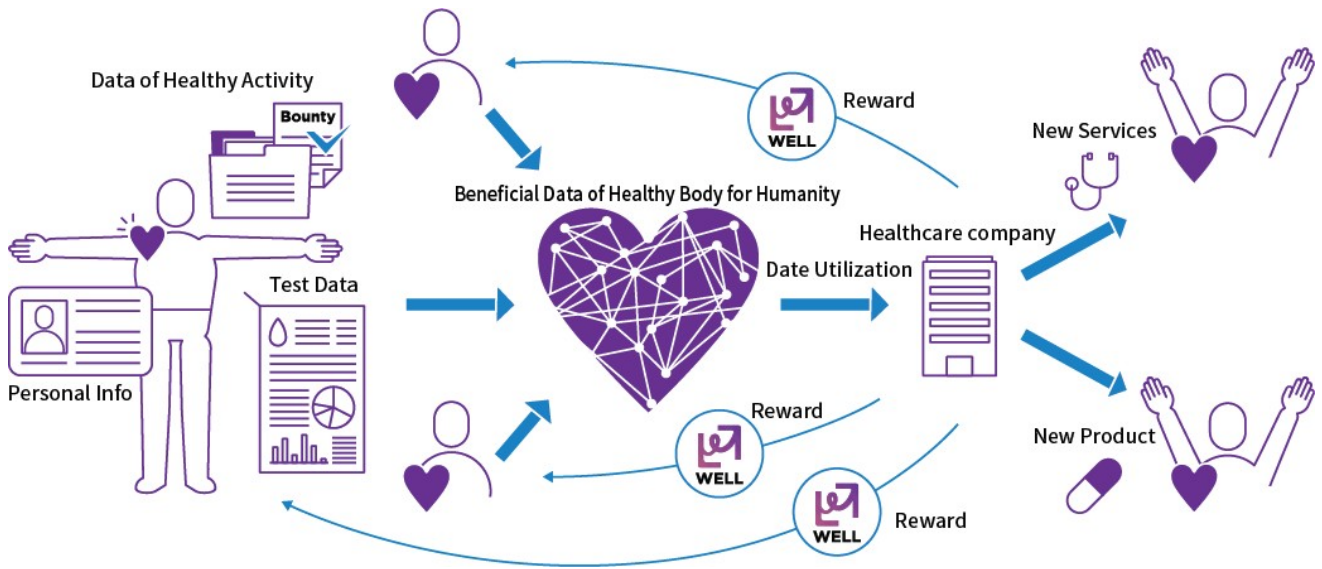 Data of Healthy Activity
Bounty
Reward
WELL
New Services
Beneficial Data of Healthy Body for Humanity
Healthcare company
Test Data
Date Utilization
Personal Info
Reward
WELL
New Product
WELL
Reward